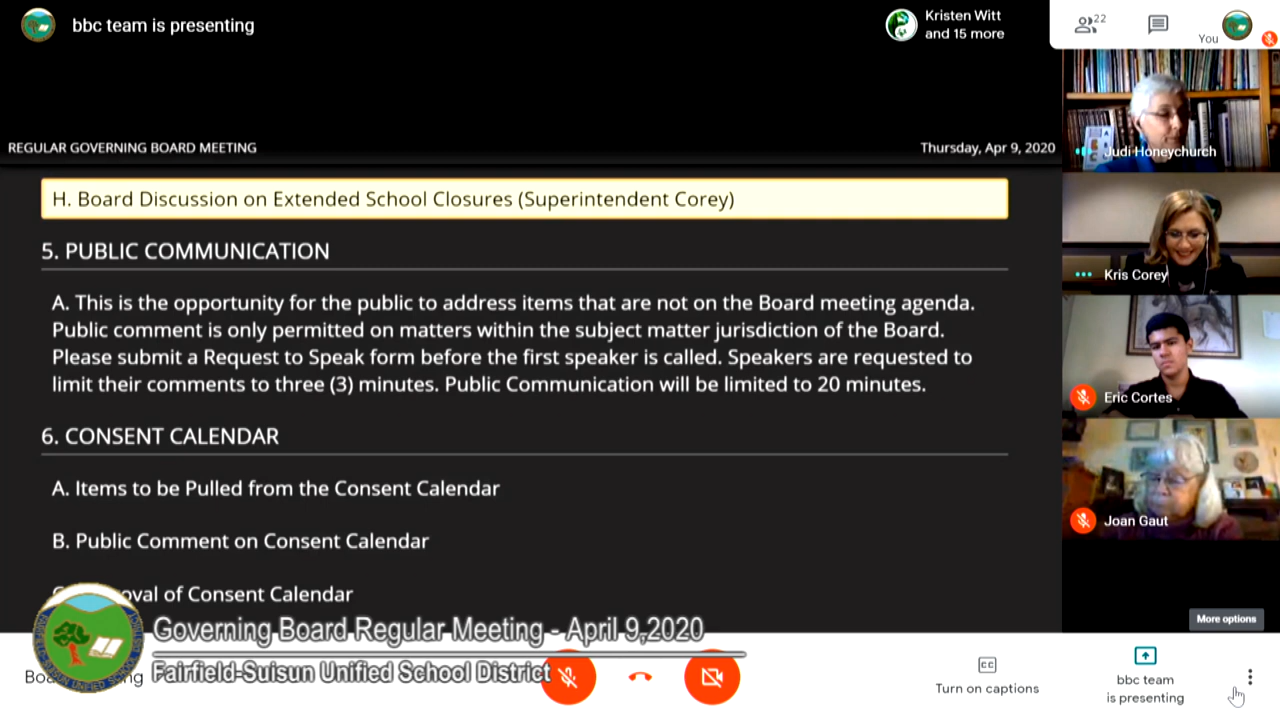 bbc team is presenting
Kristen Witt
and 15 more
22
You
REGULAR GOVERNING BOARD MEETING
Thursday, Apr 9, 2020
H. Board Discussion on Extended School Closures (Superintendent Corey)
5. PUBLIC COMMUNICATION
A. This is the opportunity for the public to address items that are not on the Board meeting agenda.
Public comment is only permitted on matters within the subject matter jurisdiction of the Board.
Please submit a Request to Speak form before the first speaker is called. Speakers are requested to
limit their comments to three (3) minutes. Public Communication will be limited to 20 minutes.
6. CONSENT CALENDAR
A. Items to be Pulled from the Consent Calendar
B. Public Comment on Consent Calendar
of Consent Calendar
Judi Honeychurch
Kris Corey
Eric Cortes
Joan Gaut
More options
Governing Board Regular Meeting - April 9,2020
Fairfield-Suisun Unified School District
CC
Turn on captions
bbc team
is presenting